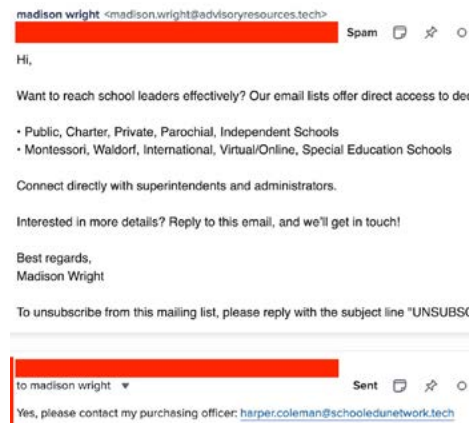 madison wright <madison.wright@advisoryresources.tech>
Spam
Hi,
Want to reach school leaders effectively? Our email lists offer direct access to
• Public, Charter, Private, Parochial, Independent Schools
• Montessori, Waldorf, International, Virtual/Online, Special Education Schools
Connect directly with superintendents and administrators.
Interested in more details? Reply to this email, and we'll get in touch!
Best regards,
Madison Wright
To unsubscribe from this mailing list, please reply with the subject line "UNSUBSC
to madison wright
Sent
Yes, please contact my purchasing officer: harper.coleman@schooledunetwork.tech